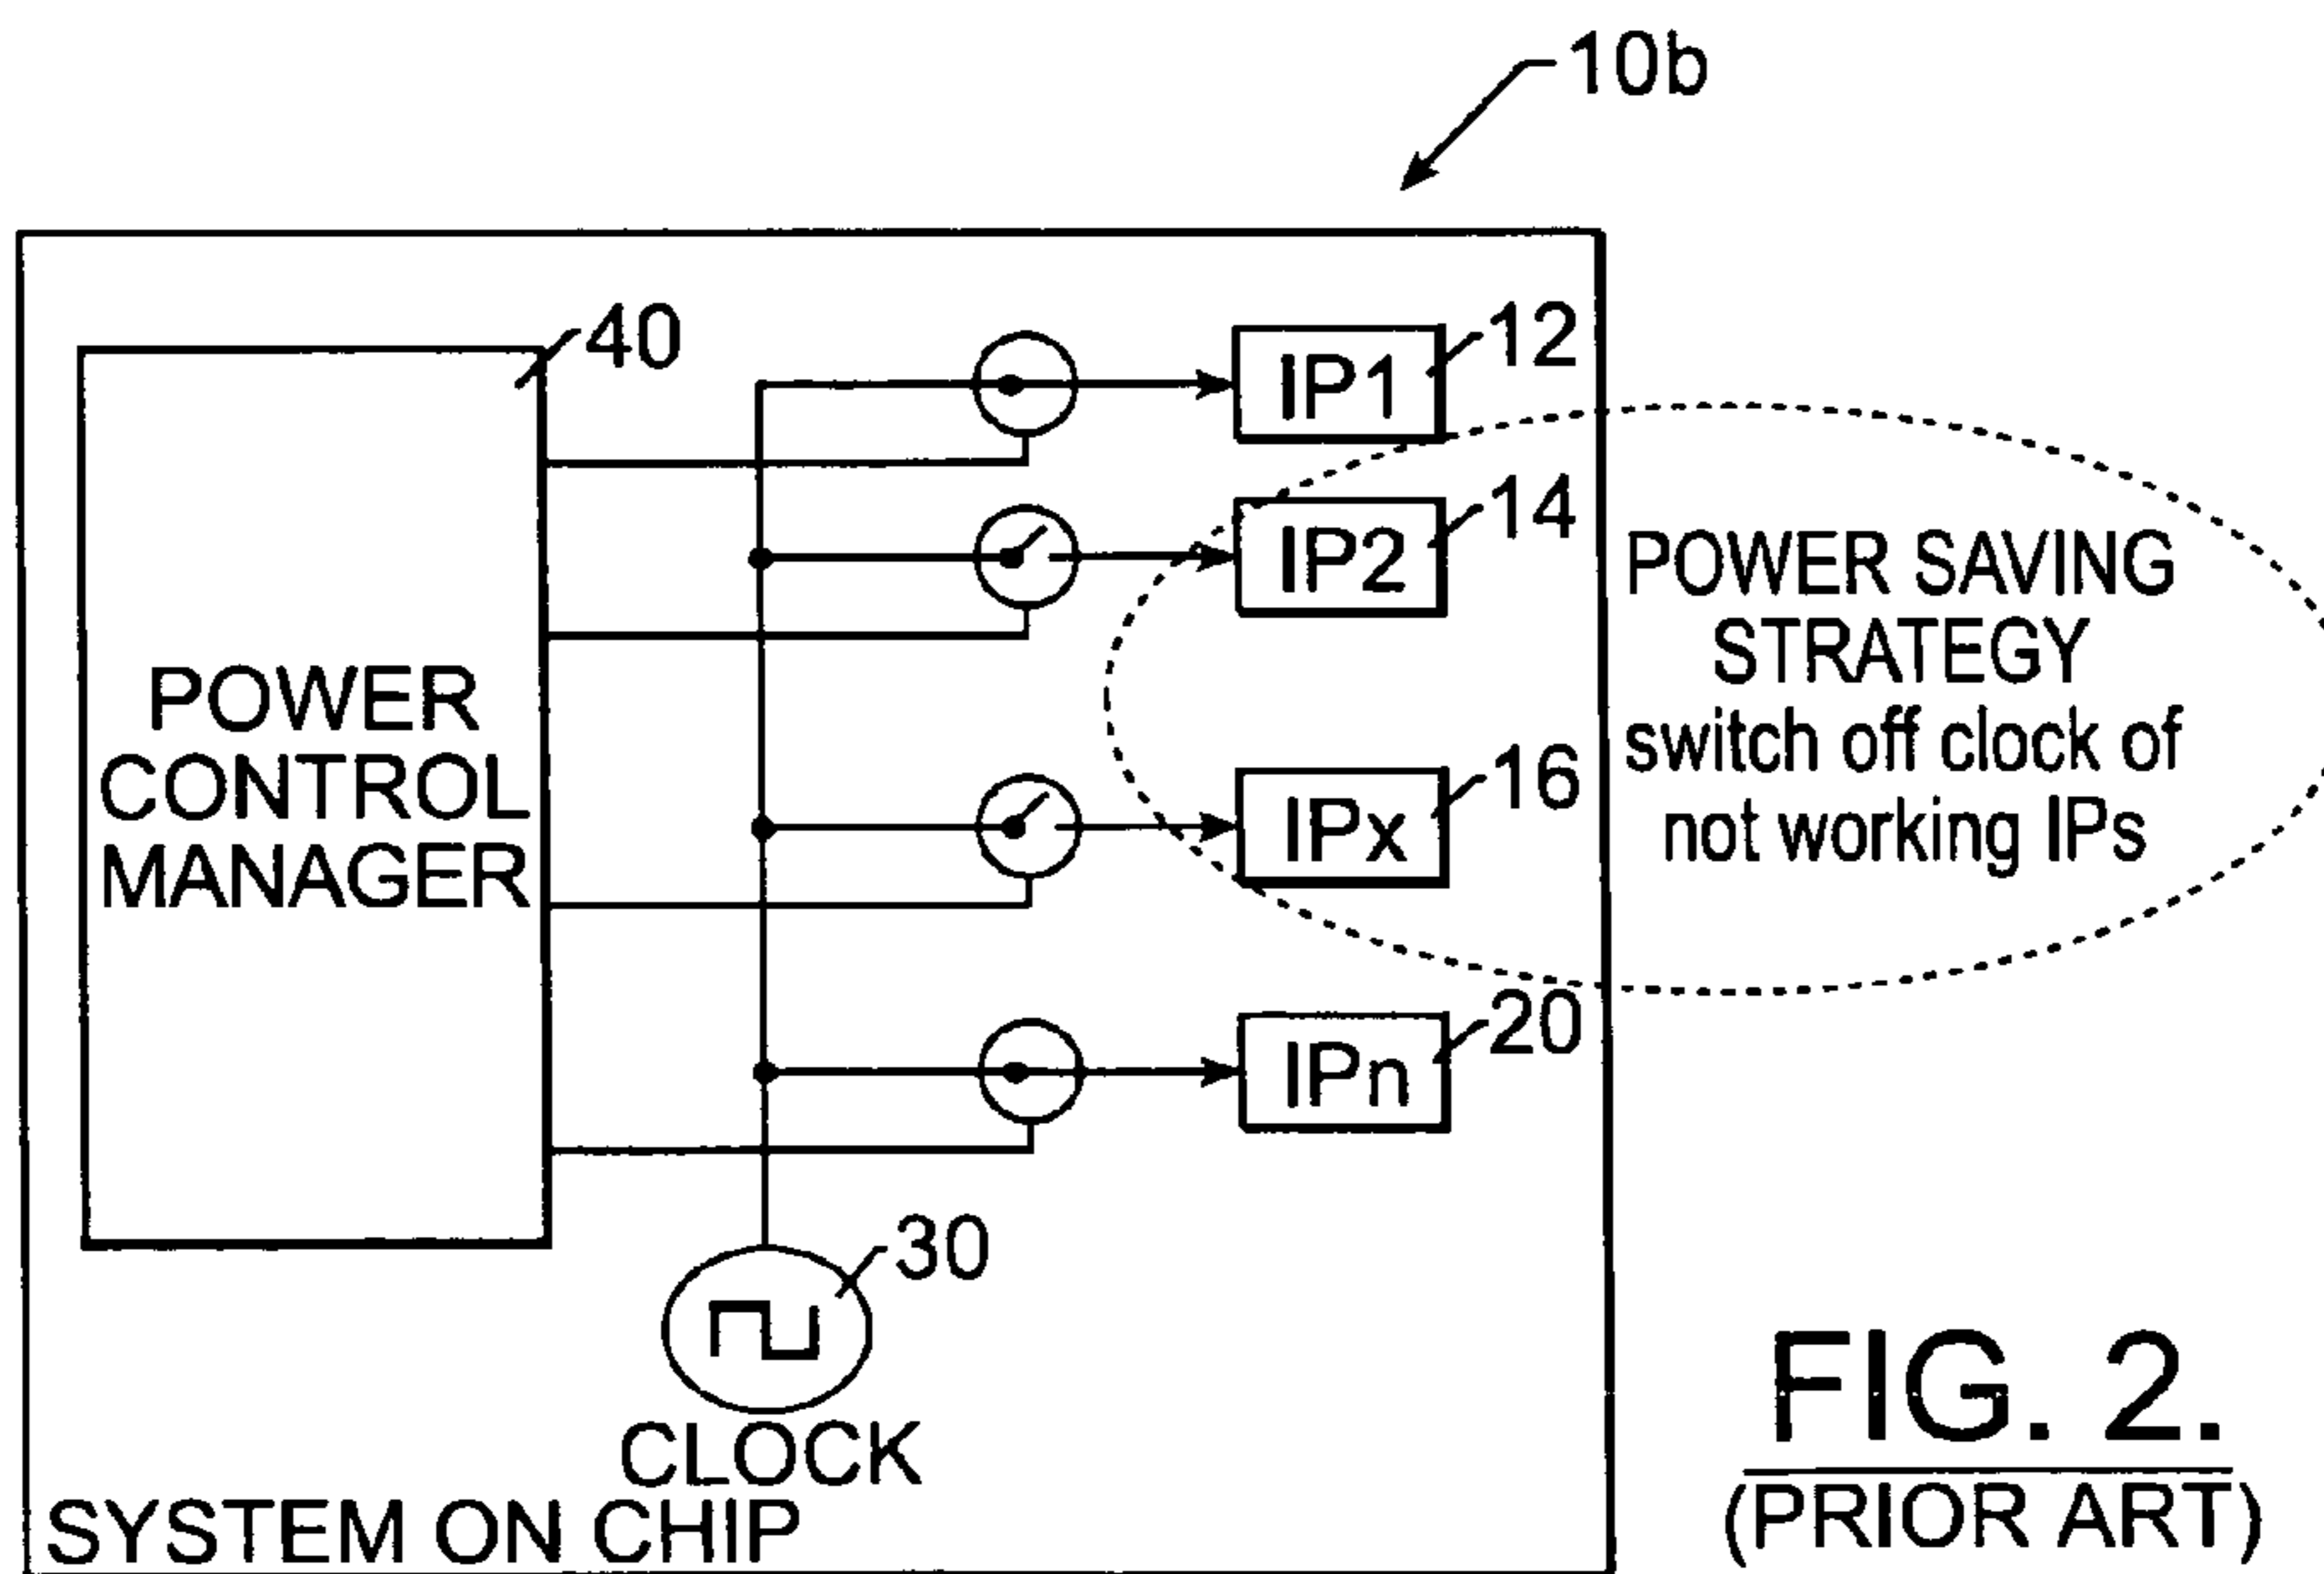 10b
40
IP1
12
IP2
14
POWER SAVING
STRATEGY
switch off clock of
not working IPs
POWER
CONTROL
MANAGER
IPx
16
IPn
20
30
CLOCK
SYSTEM ON CHIP
FIG. 2.
(PRIOR ART)